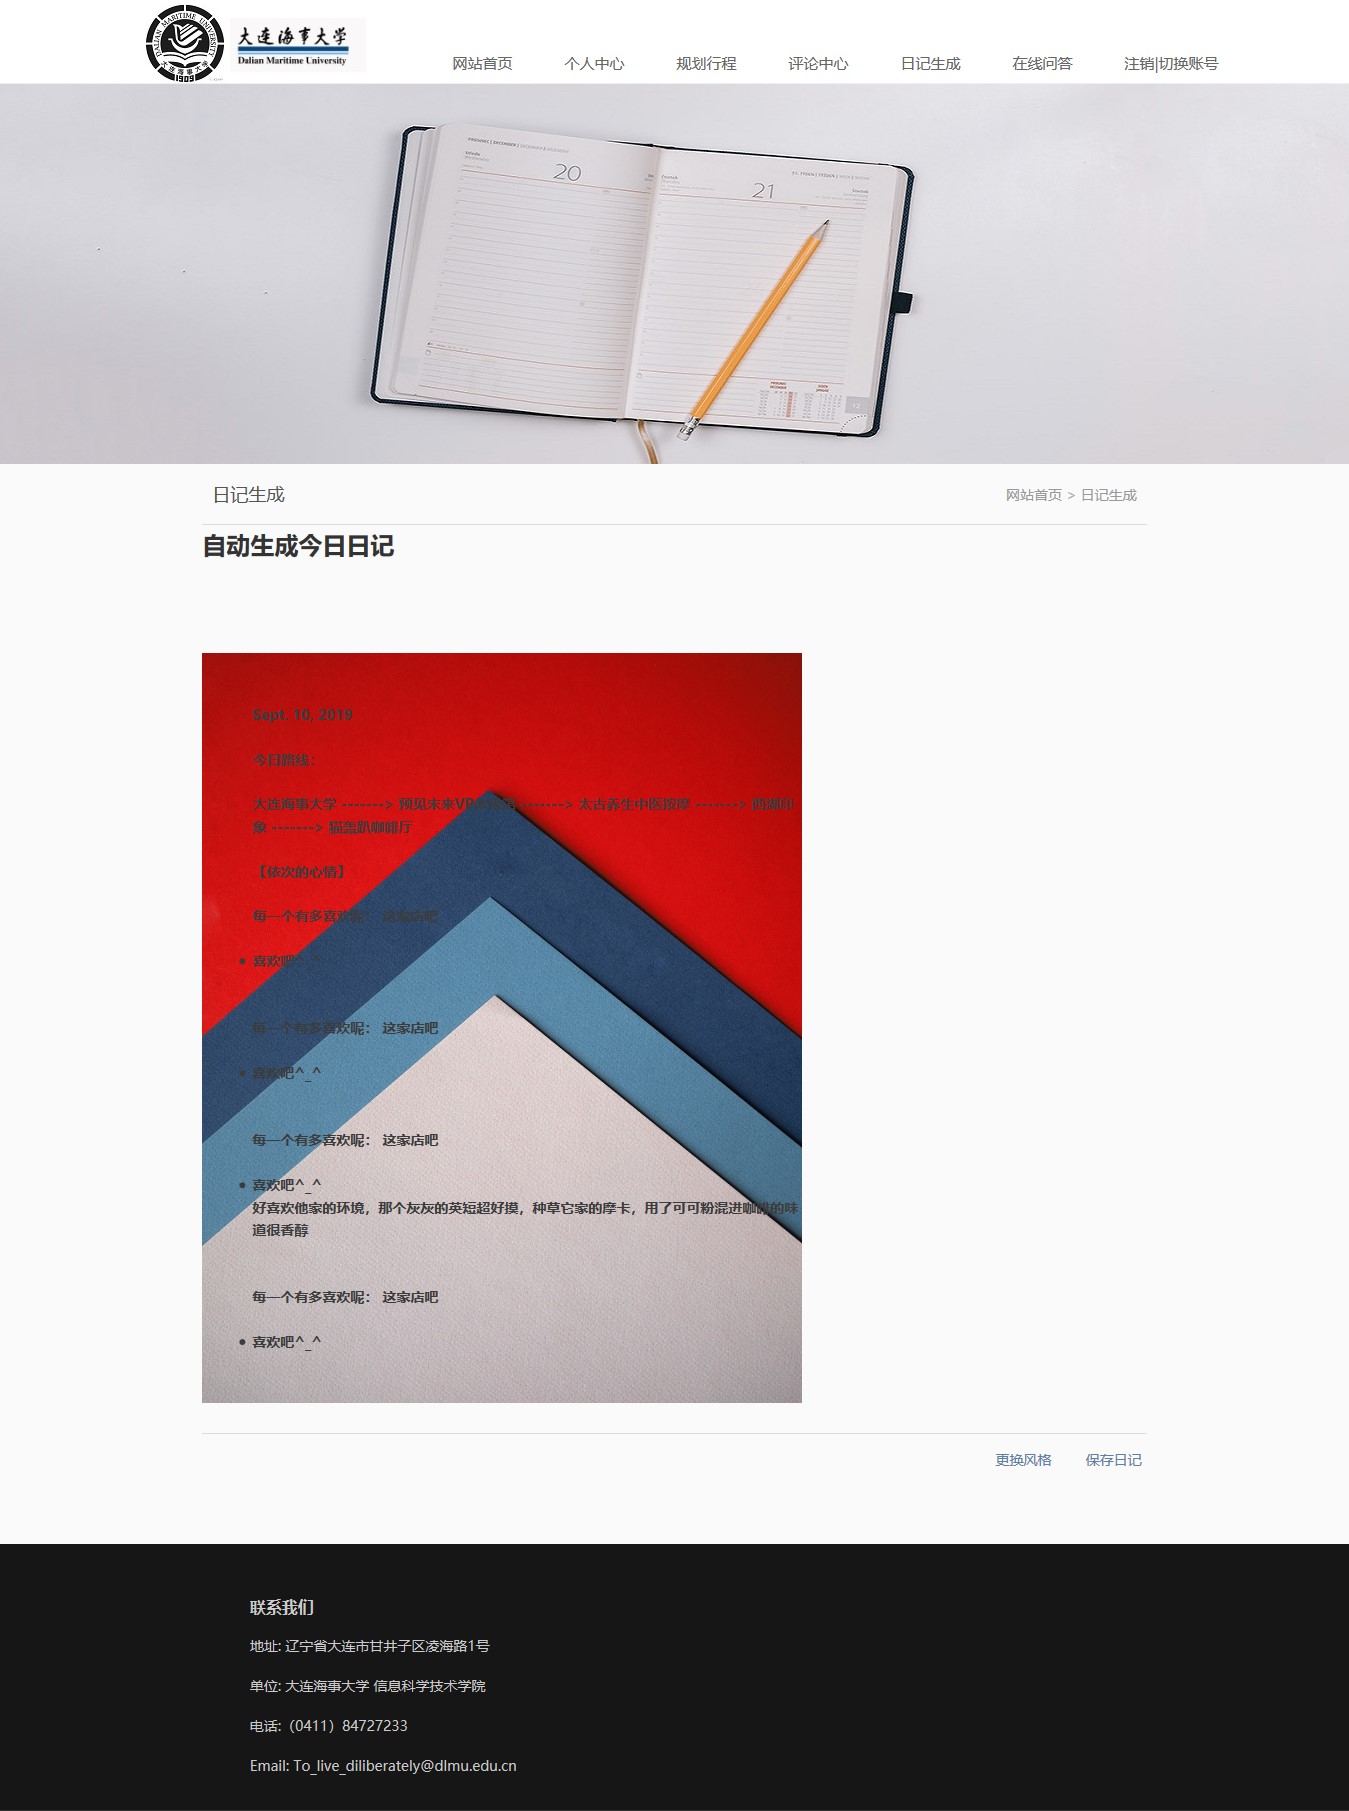 大连海事大学
Dalian Maritime University
DALIAN MARITIME UNIVERSITY
大连海事大学
1909
网站首页
个人中心
规划行程
评论中心
日记生成
在线问答
注销|切换账号
20
21
日记生成
网站首页 > 日记生成
自动生成今日日记
Sept. 10, 2019
今日路线：
大连海事大学 -------> 预见未来VR -------> 太古养生中医按摩 -------> 西湖印
象 -------> 猫轰趴咖啡厅
【依次的心情】
每一个有多喜欢呢： 这家店吧
喜欢吧^_^
每一个有多喜欢呢： 这家店吧
喜欢吧^_^
每一个有多喜欢呢： 这家店吧
喜欢吧^_^
好喜欢他家的环境，那个灰灰的英短超好摸，种草它家的摩卡，用了可可粉混进咖啡的味
道很香醇
每一个有多喜欢呢： 这家店吧
喜欢吧^_^
更换风格
保存日记
联系我们
地址: 辽宁省大连市甘井子区凌海路1号
单位: 大连海事大学 信息科学技术学院
电话:（0411）84727233
Email: To_live_diliberately@dlmu.edu.cn